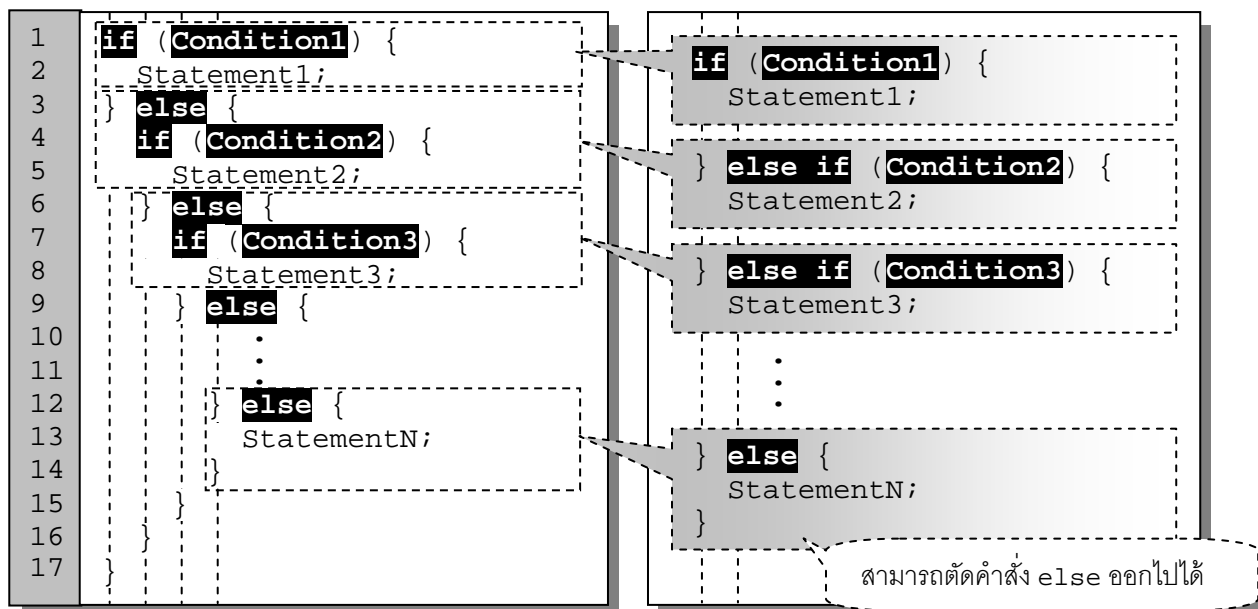 1 if (Condition1) {
2 Statement1;
3 } else {
4 if (Condition2) {
5 Statement2;
6 } else {
7 if (Condition3) {
8 Statement3;
9 } else {
10 .
11 .
12 } else {
13 StatementN;
14 }
15 }
16 }
17 }
if (Condition1) {
Statement1;
} else if (Condition2) {
Statement2;
} else if (Condition3) {
Statement3;
.
.
.
} else {
StatementN;
}
สามารถตัดคำสั่ง else ออกไปได้